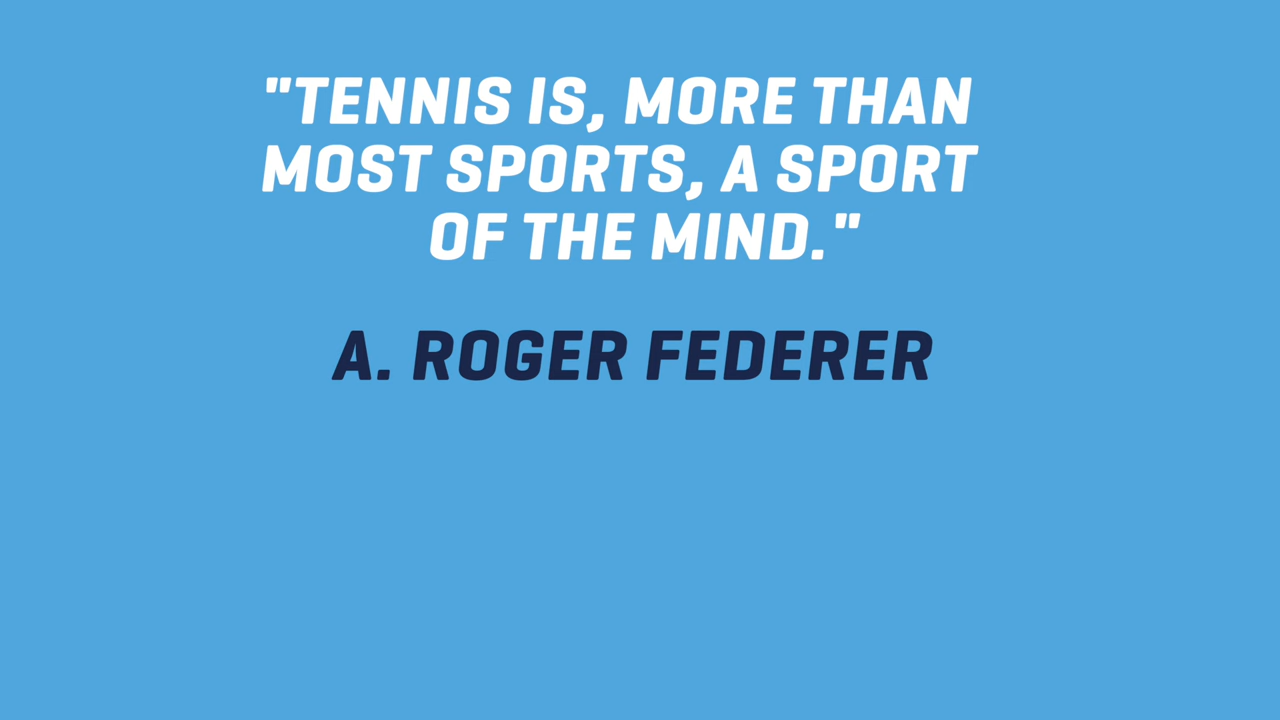 "TENNIS IS, MORE THAN
MOST SPORTS, A SPORT
OF THE MIND."
A. ROGER FEDERER